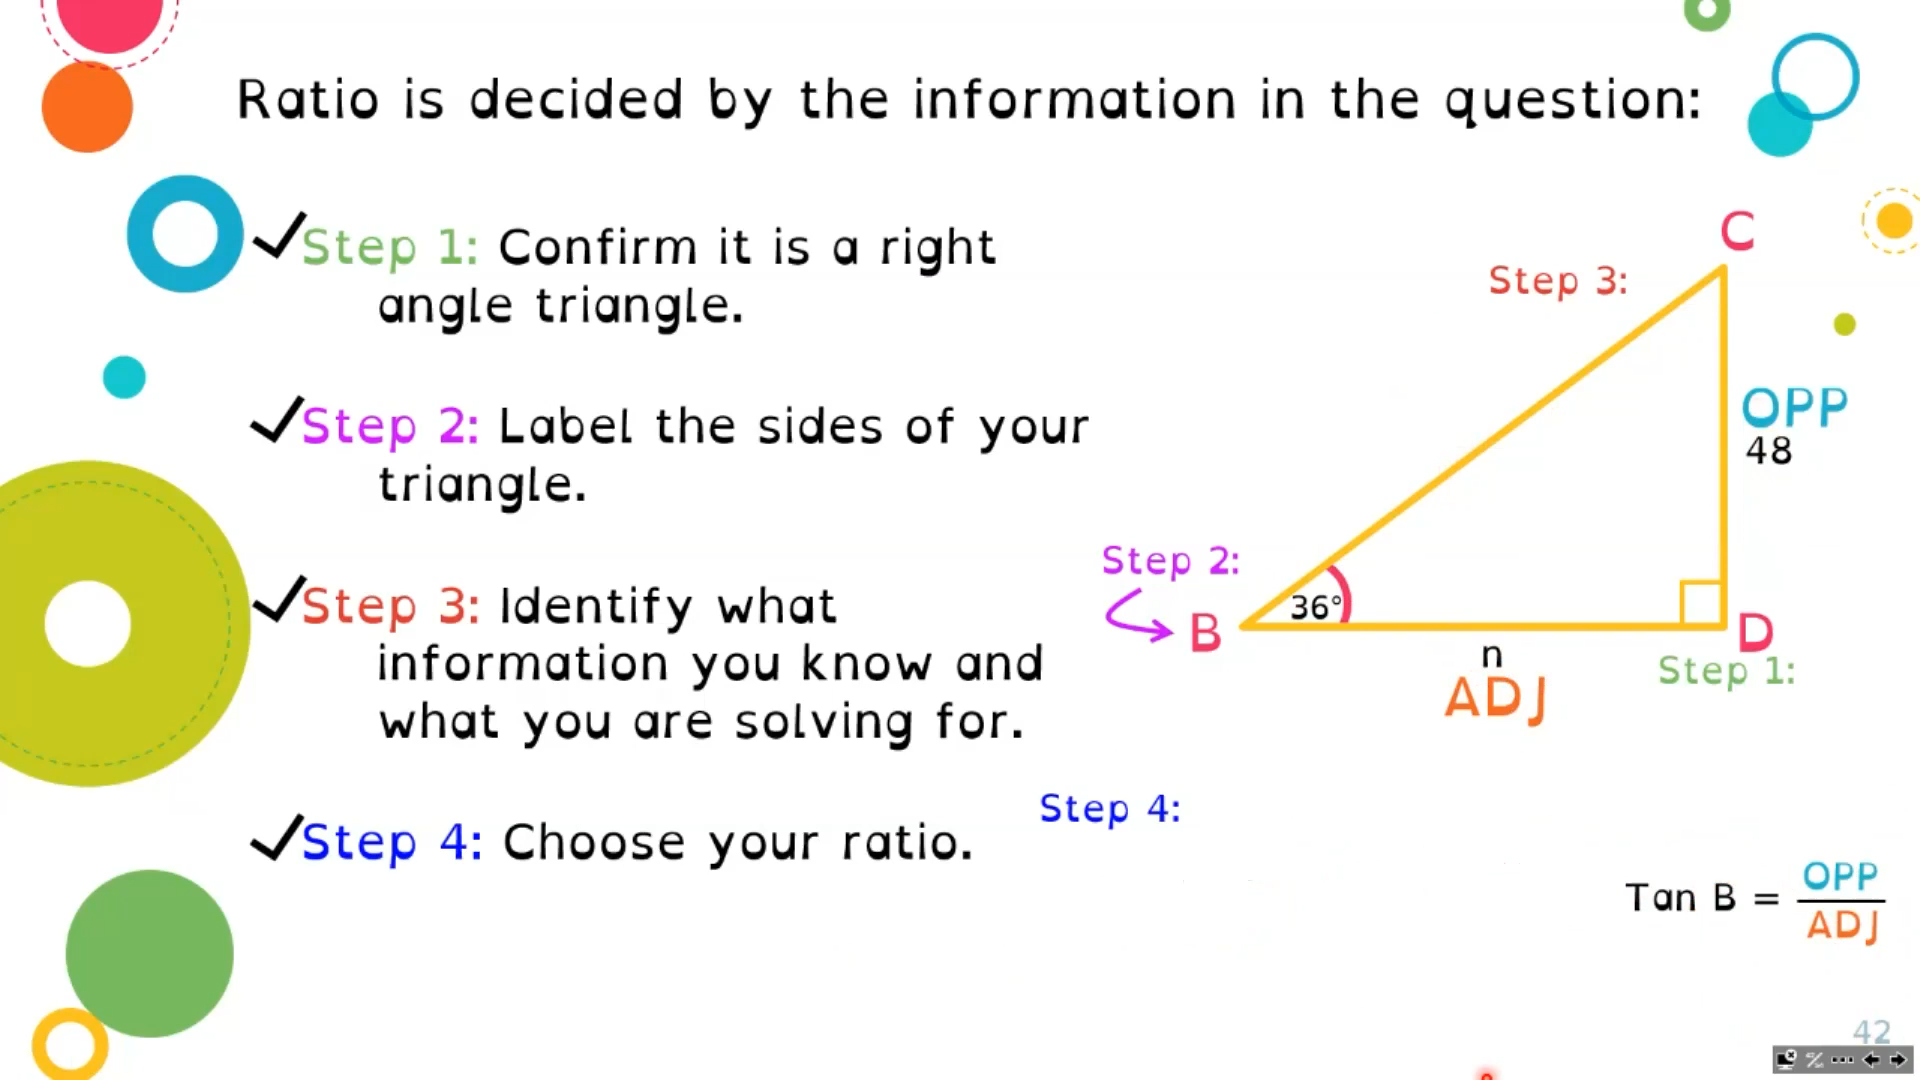 Ratio is decided by the information in the question:
Step 1: Confirm it is a right
angle triangle.
Step 2: Label the sides of your
triangle.
Step 3: Identify what
information you know and
what you are solving for.
Step 4: Choose your ratio.
C
Step 3:
OPP
48
Step 2:
B
36°
D
n
ADJ
Step 1:
Step 4:
Tan B = OPP
ADJ
42